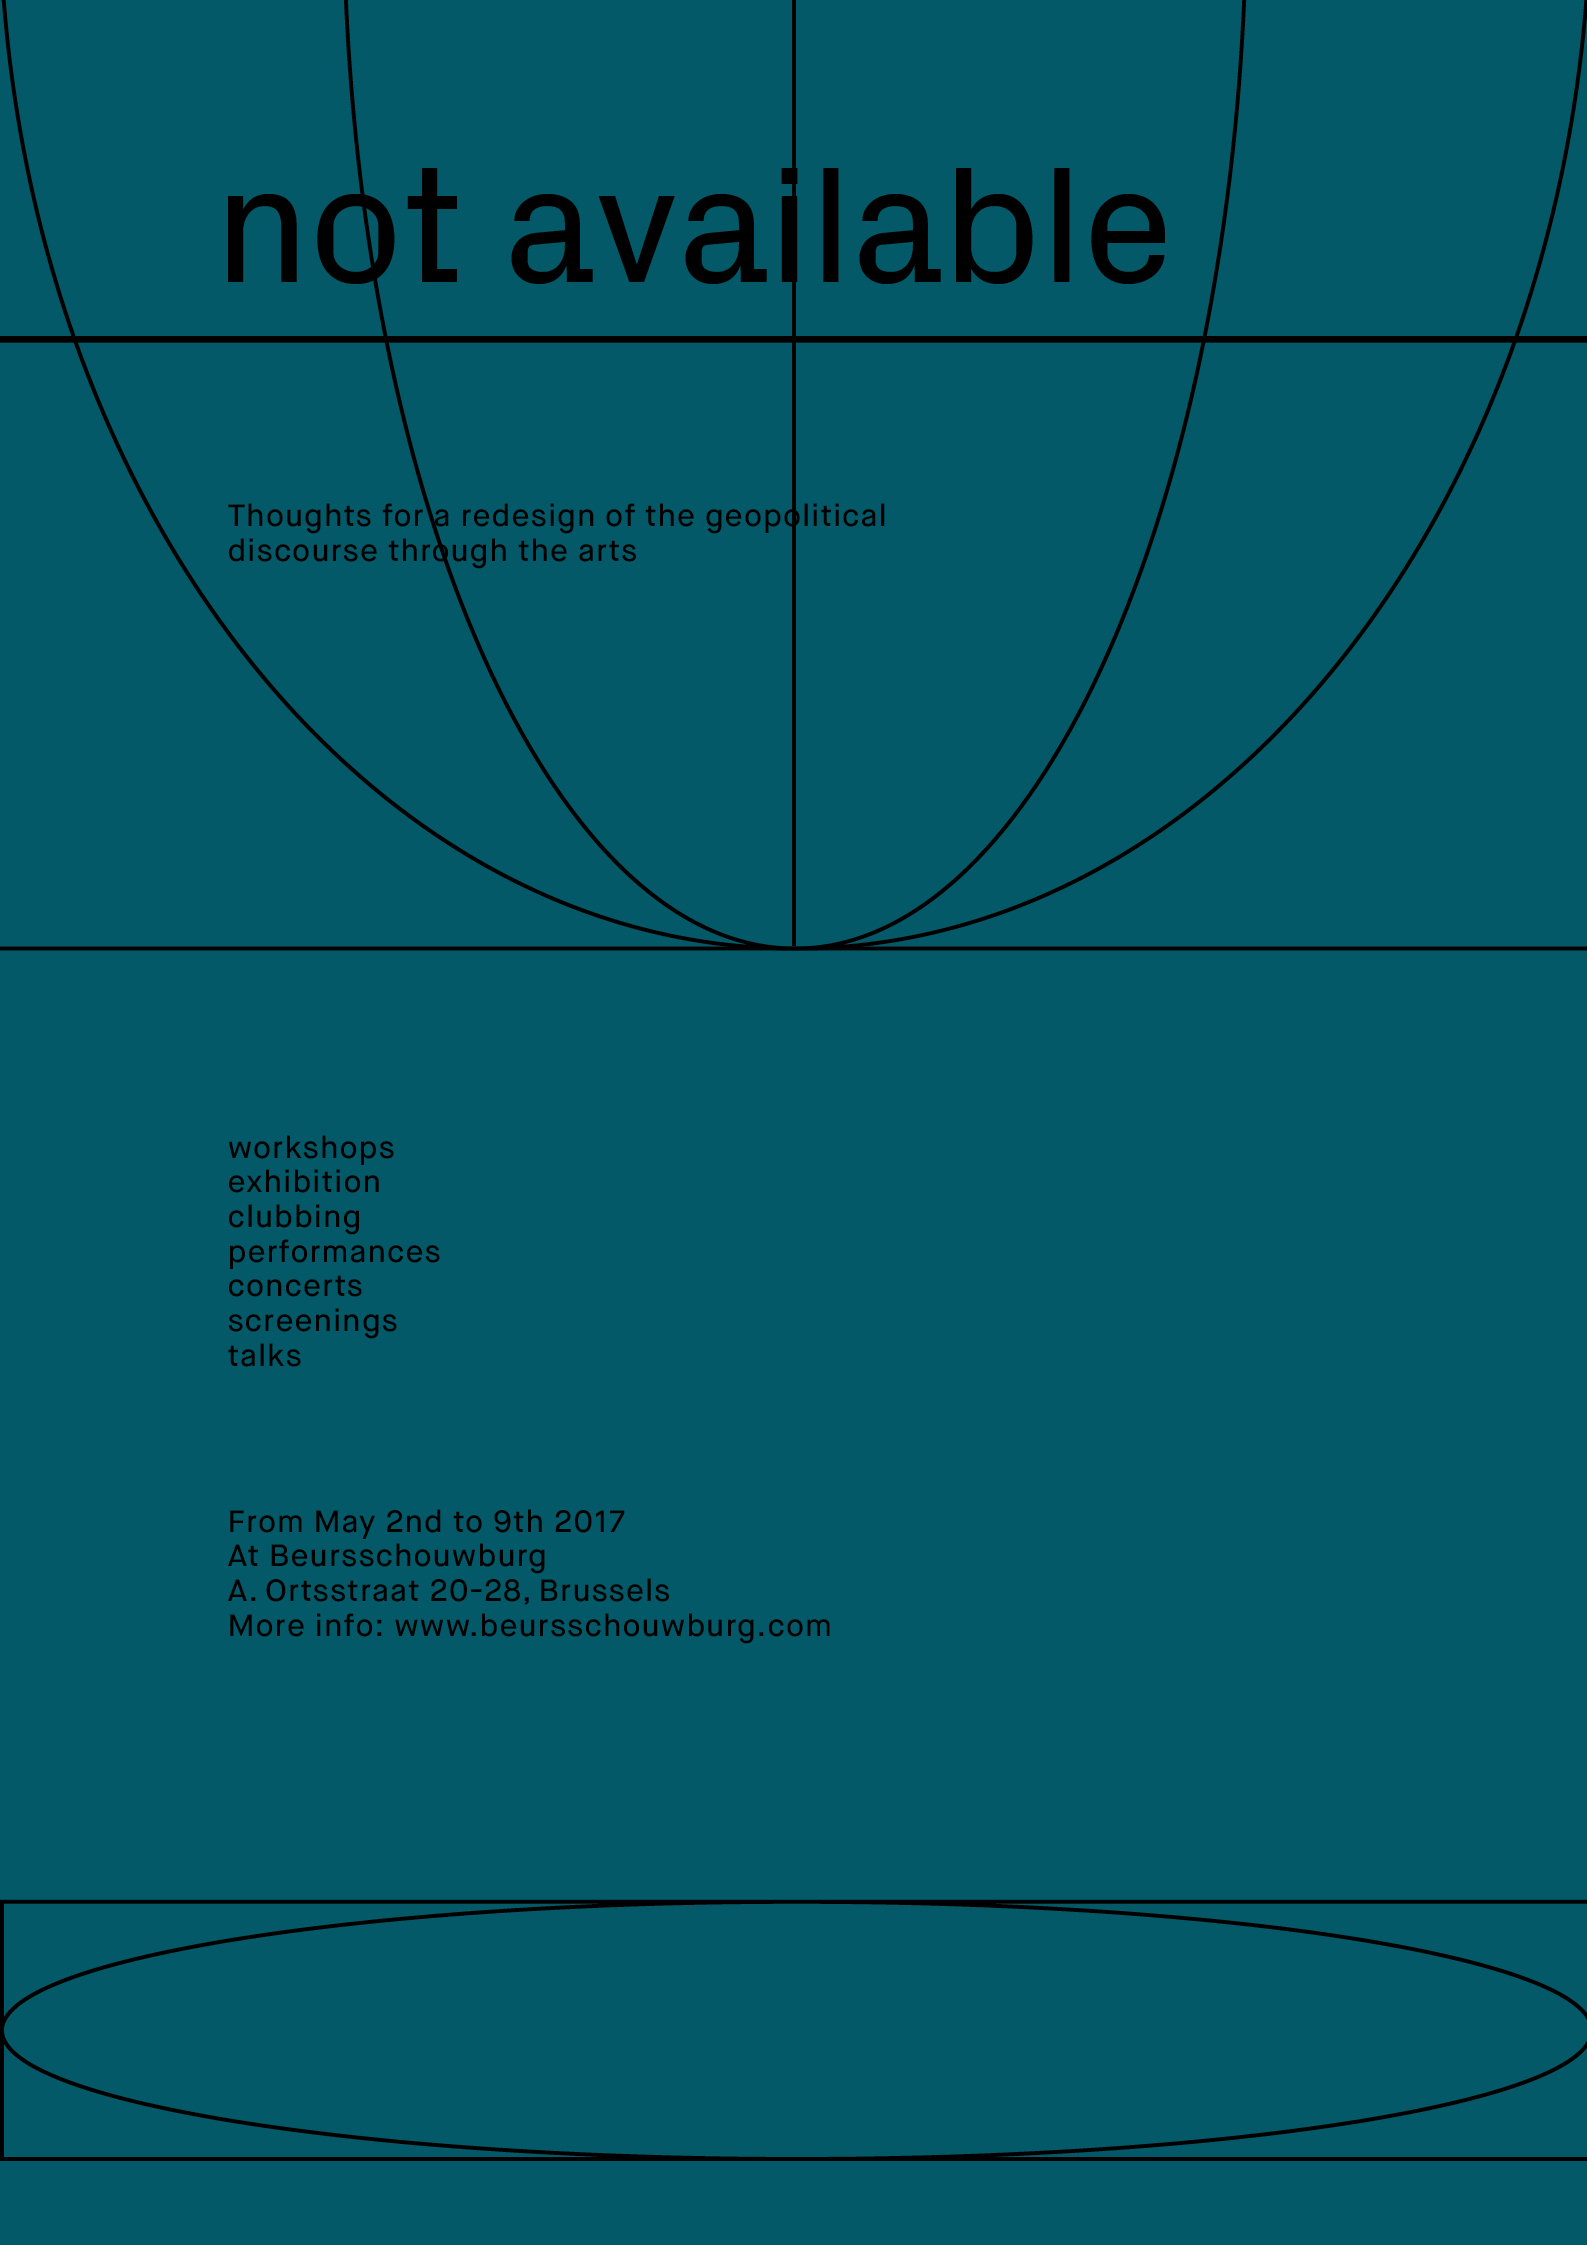 not available
Thoughts for a redesign of the geopolitical
discourse through the arts
workshops
exhibition
clubbing
performances
concerts
screenings
talks
From May 2nd to 9th 2017
At Beursschouwburg
A. Ortsstraat 20-28, Brussels
More info: www.beursschouwburg.com